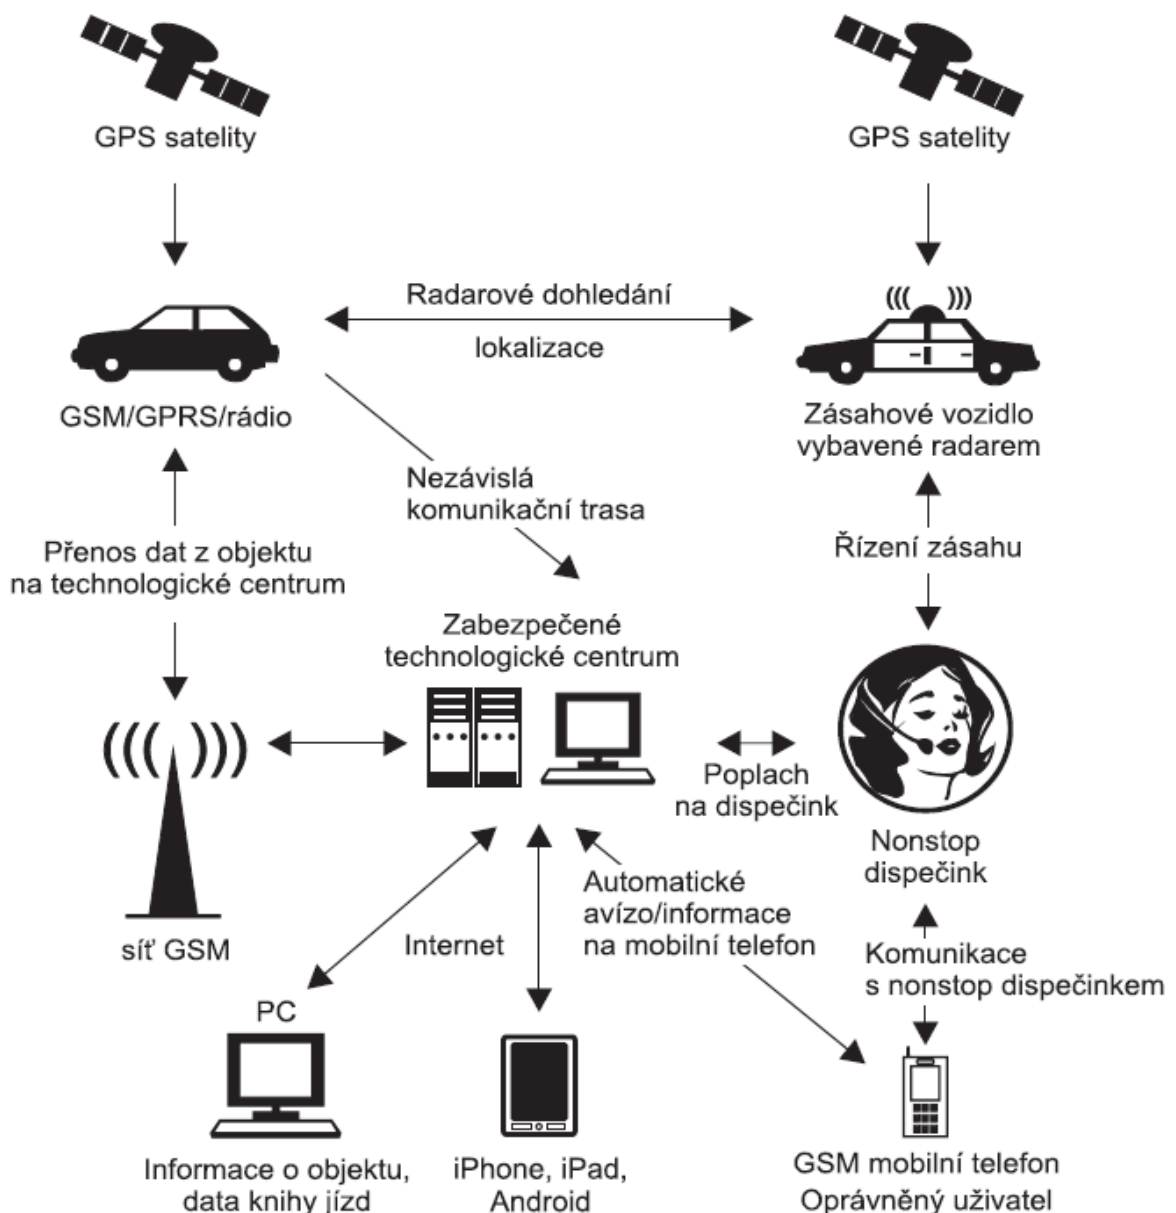 GPS satelity
GPS satelity
Radarové dohledání
lokalizace
GSM/GPRS/rádio
Zásahové vozidlo
vybavené radarem
Nezávislá
komunikační trasa
Přenos dat z objektu
na technologické centrum
Řízení zásahu
Zabezpečené
technologické centrum
Poplach
na dispečink
Nonstop
dispečink
síť GSM
Internet
Automatické
avízo/informace
na mobilní telefon
Komunikace
s nonstop dispečinkem
PC
Informace o objektu,
data knihy jízd
iPhone, iPad,
Android
GSM mobilní telefon
Oprávněný uživatel